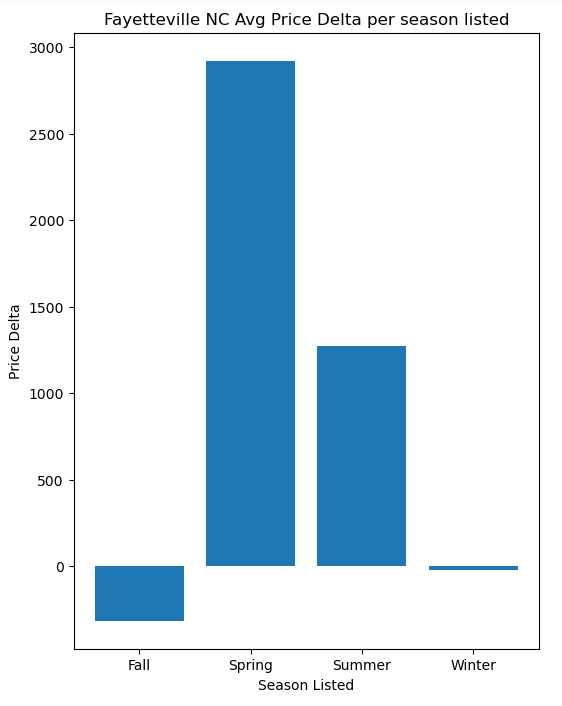 Fayetteville NC Avg Price Delta per season listed
3000
2500
2000
1500
1000
500
0
Price Delta
Fall Spring Summer Winter
Season Listed